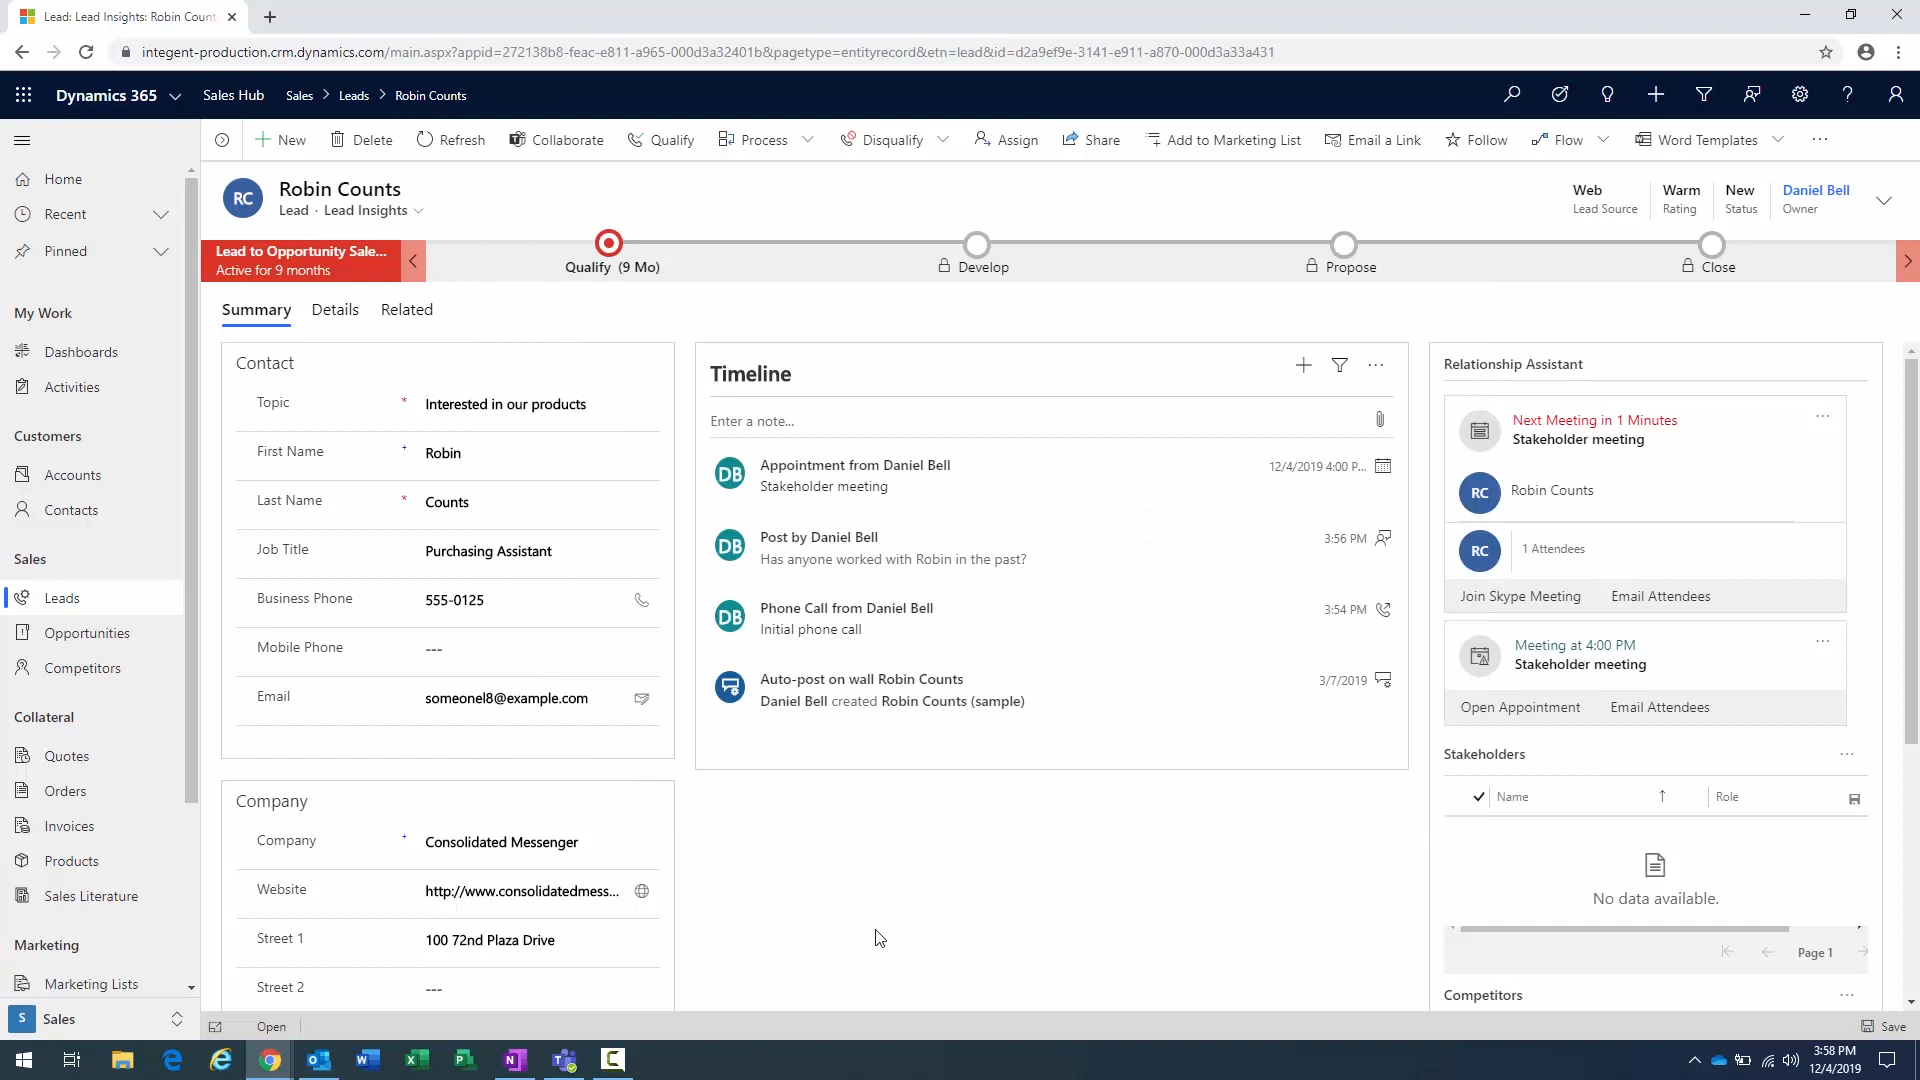 Lead: Lead Insights: Robin Count
integent-production.crm.dynamics.com/main.aspx?appid=272138b8-feac-e811-a965-000d3a32401b&pagetype=entityrecord&etn=lead&id=d2a9ef9e-3141-e911-a870-000d3a33a431
Dynamics 365 Sales Hub Sales > Leads > Robin Counts
New Delete Refresh Collaborate Qualify Process Disqualify Assign Share Add to Marketing List Email a Link Follow Flow Word Templates ...
Home
Recent
Pinned
My Work
Dashboards
Activities
Customers
Accounts
Contacts
Sales
Leads
Opportunities
Competitors
Collateral
Quotes
Orders
Invoices
Products
Sales Literature
Marketing
Marketing Lists
S Sales
RC
Robin Counts
Lead · Lead Insights
Web
Lead Source
Warm
Rating
New
Status
Daniel Bell
Owner
Lead to Opportunity Sale...
Active for 9 months
Qualify (9 Mo)
Develop
Propose
Close
Summary Details Related
Contact
Topic * Interested in our products
First Name + Robin
Last Name * Counts
Job Title Purchasing Assistant
Business Phone 555-0125
Mobile Phone ---
Email someonel8@example.com
Company
Company + Consolidated Messenger
Website http://www.consolidatedmess...
Street 1 100 72nd Plaza Drive
Street 2 ---
Timeline
Enter a note...
DB
Appointment from Daniel Bell 12/4/2019 4:00 P...
Stakeholder meeting
DB
Post by Daniel Bell 3:56 PM
Has anyone worked with Robin in the past?
DB
Phone Call from Daniel Bell 3:54 PM
Initial phone call
Auto-post on wall Robin Counts 3/7/2019
Daniel Bell created Robin Counts (sample)
Relationship Assistant
Next Meeting in 1 Minutes
Stakeholder meeting
RC Robin Counts
RC 1 Attendees
Join Skype Meeting Email Attendees
Meeting at 4:00 PM
Stakeholder meeting
Open Appointment Email Attendees
Stakeholders
Name Role
No data available.
Page 1
Competitors
Open
Save
3:58 PM
12/4/2019